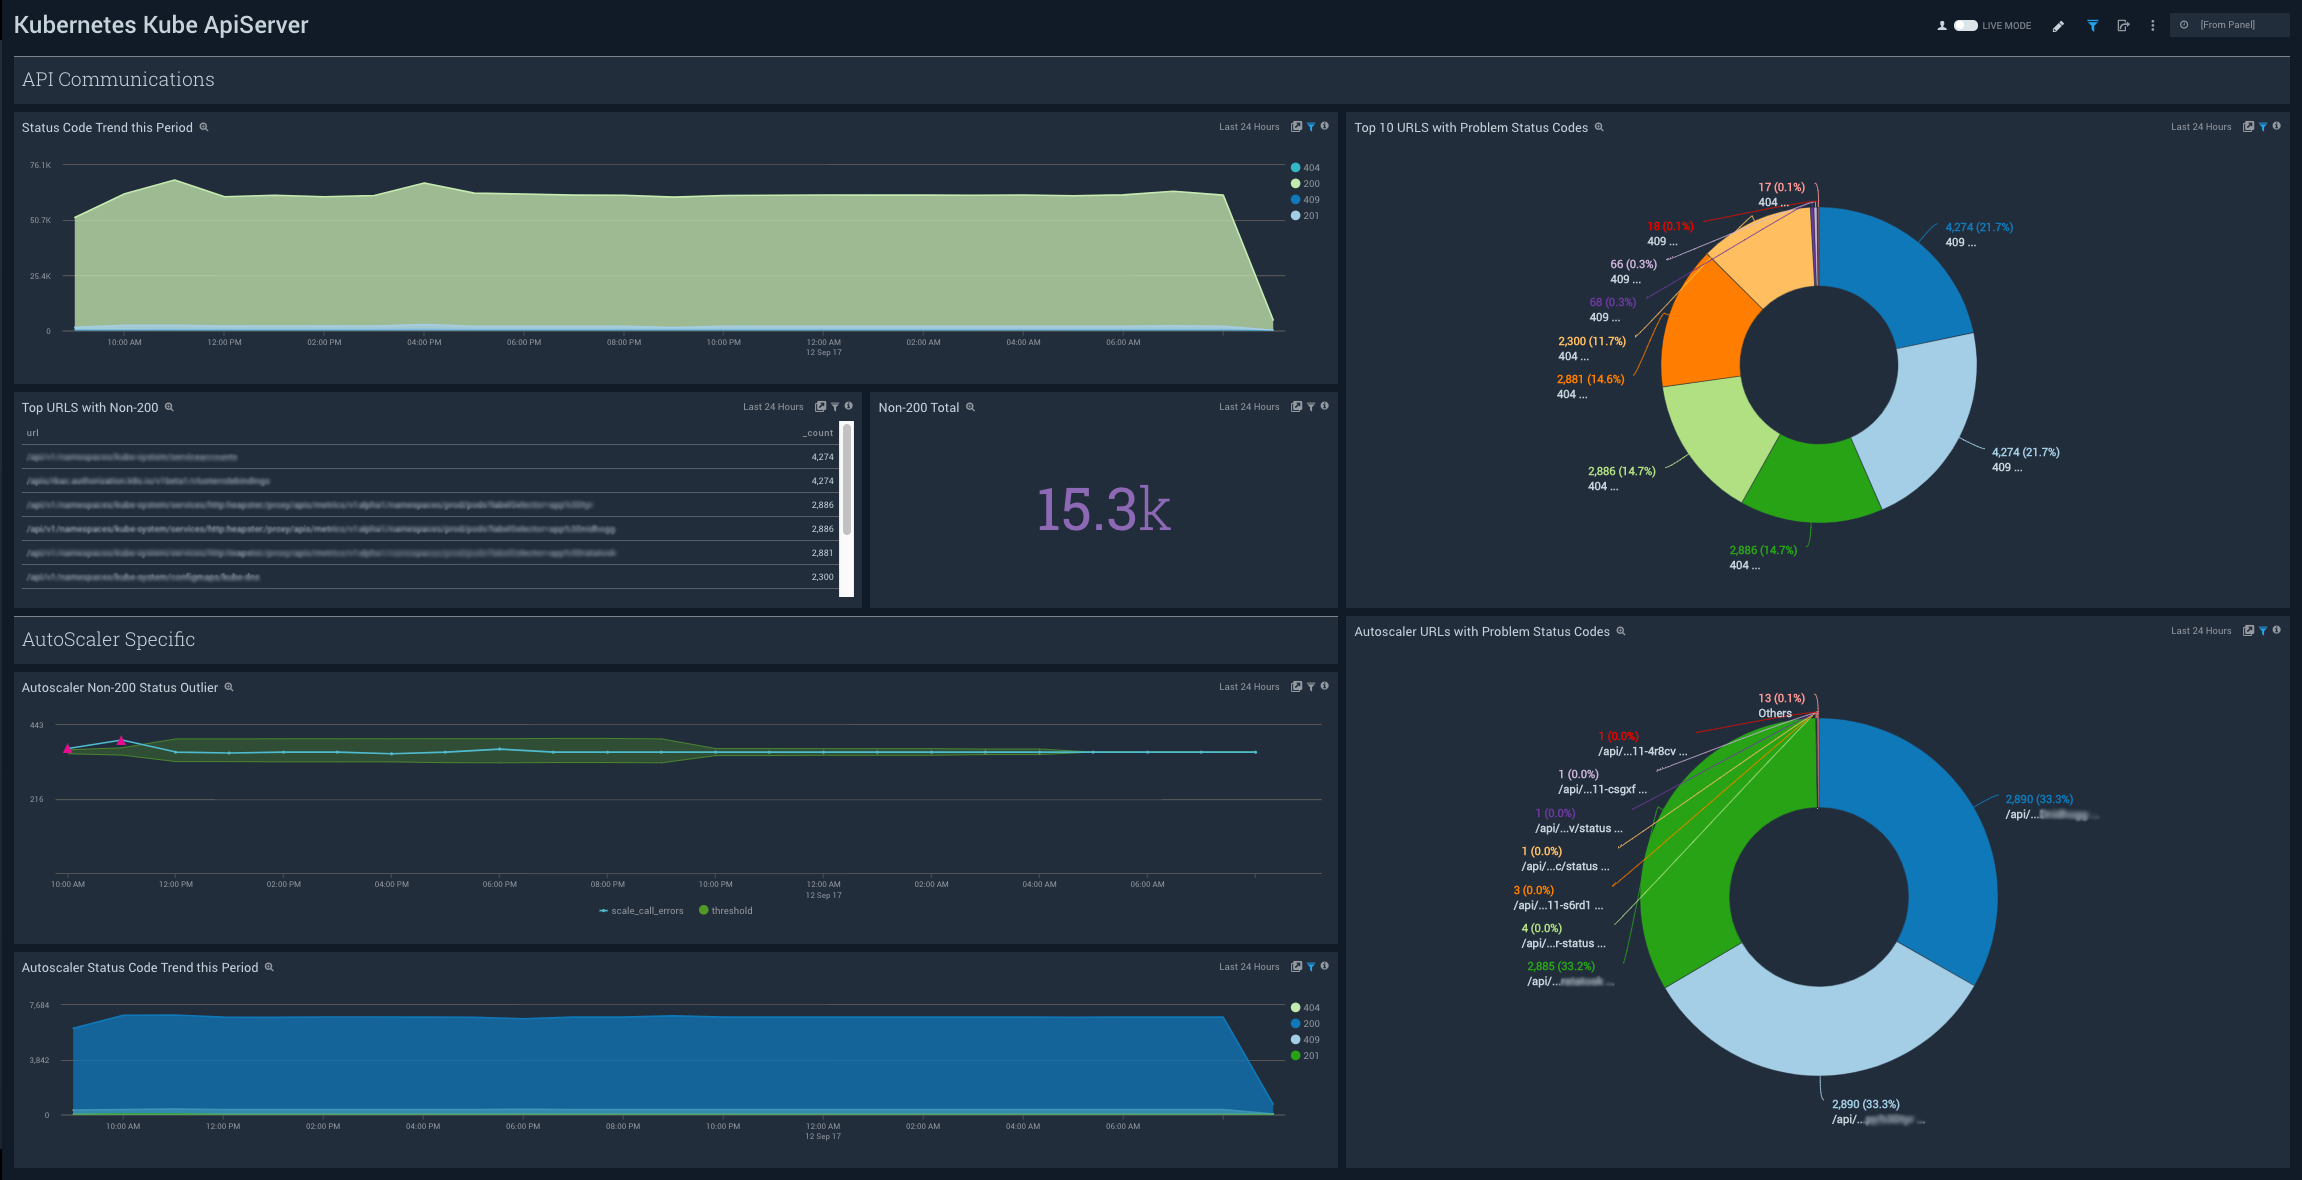 Kubernetes Kube ApiServer
LIVE MODE
[From Panel]
API Communications
Status Code Trend this Period
Last 24 Hours
76.1K
50.7K
25.4K
0
10:00 AM 12:00 PM 02:00 PM 04:00 PM 06:00 PM 08:00 PM 10:00 PM 12:00 AM 02:00 AM 04:00 AM 06:00 AM
12 Sep 17
404
200
409
201
Top 10 URLS with Problem Status Codes
Last 24 Hours
17 (0.1%)
404 ...
18 (0.1%)
409 ...
66 (0.3%)
409 ...
68 (0.3%)
409 ...
2,300 (11.7%)
404 ...
2,881 (14.6%)
404 ...
2,886 (14.7%)
404 ...
2,886 (14.7%)
404 ...
4,274 (21.7%)
409 ...
4,274 (21.7%)
409 ...
Top URLS with Non-200
Last 24 Hours
url _count
4,274
4,274
2,886
2,886
2,881
2,300
Non-200 Total
Last 24 Hours
15.3k
AutoScaler Specific
Autoscaler Non-200 Status Outlier
Last 24 Hours
443
216
10:00 AM 12:00 PM 02:00 PM 04:00 PM 06:00 PM 08:00 PM 10:00 PM 12:00 AM 02:00 AM 04:00 AM 06:00 AM
12 Sep 17
scale_call_errors threshold
Autoscaler Status Code Trend this Period
Last 24 Hours
7,684
3,842
0
10:00 AM 12:00 PM 02:00 PM 04:00 PM 06:00 PM 08:00 PM 10:00 PM 12:00 AM 02:00 AM 04:00 AM 06:00 AM
12 Sep 17
404
200
409
201
Autoscaler URLs with Problem Status Codes
Last 24 Hours
13 (0.1%)
Others
1 (0.0%)
/api/...11-4r8cv ...
1 (0.0%)
/api/...11-csgxf ...
1 (0.0%)
/api/...v/status ...
1 (0.0%)
/api/...c/status ...
3 (0.0%)
/api/...11-s6rd1 ...
4 (0.0%)
/api/...r-status ...
2,885 (33.2%)
/api/...
2,890 (33.3%)
/api/...
2,890 (33.3%)
/api/...